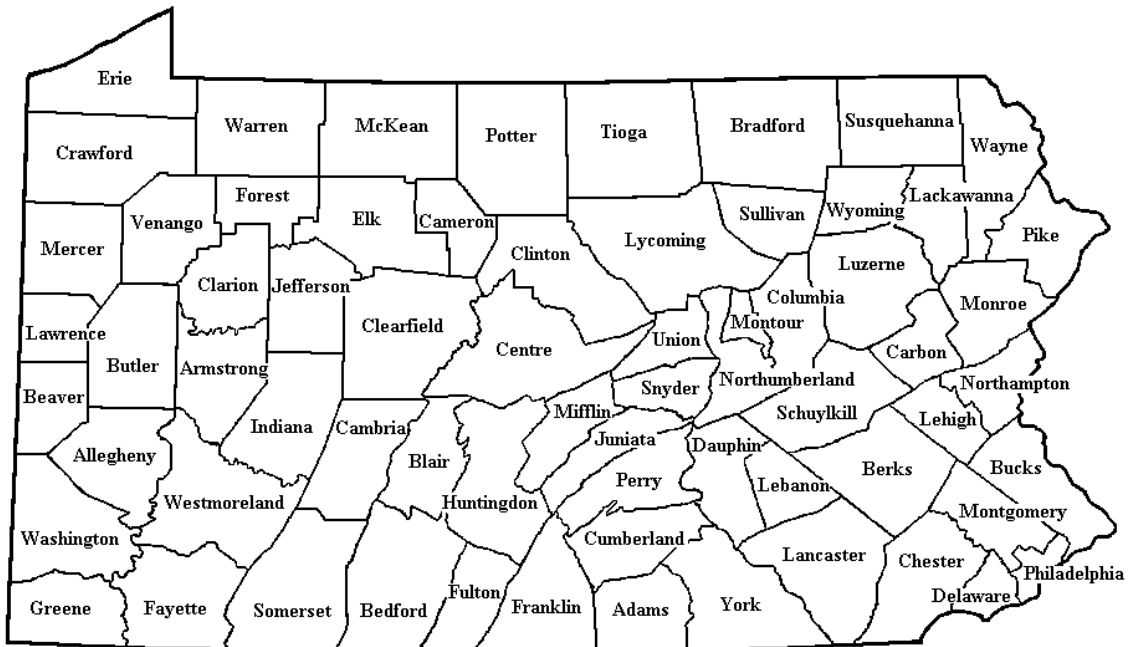 Erie
Warren
McKean
Potter
Tioga
Bradford
Susquehanna
Wayne
Crawford
Forest
Elk
Cameron
Sullivan
Wyoming
Lackawanna
Pike
Venango
Mercer
Clarion
Jefferson
Clinton
Lycoming
Luzerne
Columbia
Monroe
Lawrence
Butler
Armstrong
Clearfield
Centre
Union
Montour
Carbon
Northampton
Beaver
Indiana
Cambria
Snyder
Northumberland
Schuylkill
Lehigh
Mifflin
Juniata
Dauphin
Allegheny
Blair
Huntingdon
Perry
Lebanon
Berks
Bucks
Westmoreland
Montgomery
Washington
Cumberland
Lancaster
Chester
Philadelphia
Greene
Fayette
Somerset
Bedford
Fulton
Franklin
Adams
York
Delaware